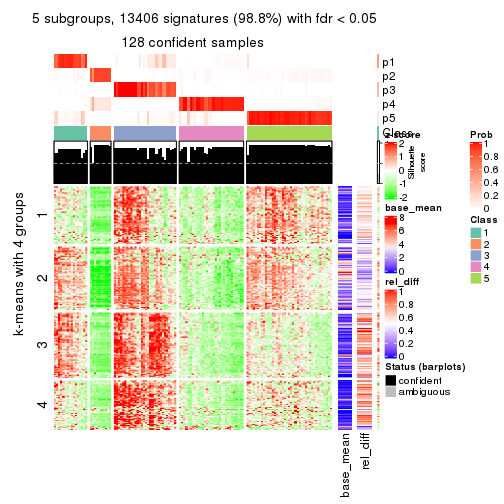 5 subgroups, 13406 signatures (98.8%) with fdr < 0.05
128 confident samples
p1
p2
p3
p4
p5
Class
Silhouette
score
k-means with 4 groups
1
2
3
4
base_mean
rel_diff
z-score
2
1
0
-1
-2
base_mean
8
6
4
2
0
rel_diff
1
0.8
0.6
0.4
0.2
0
Status (barplots)
confident
ambiguous
Prob
1
0.8
0.6
0.4
0.2
0
Class
1
2
3
4
5